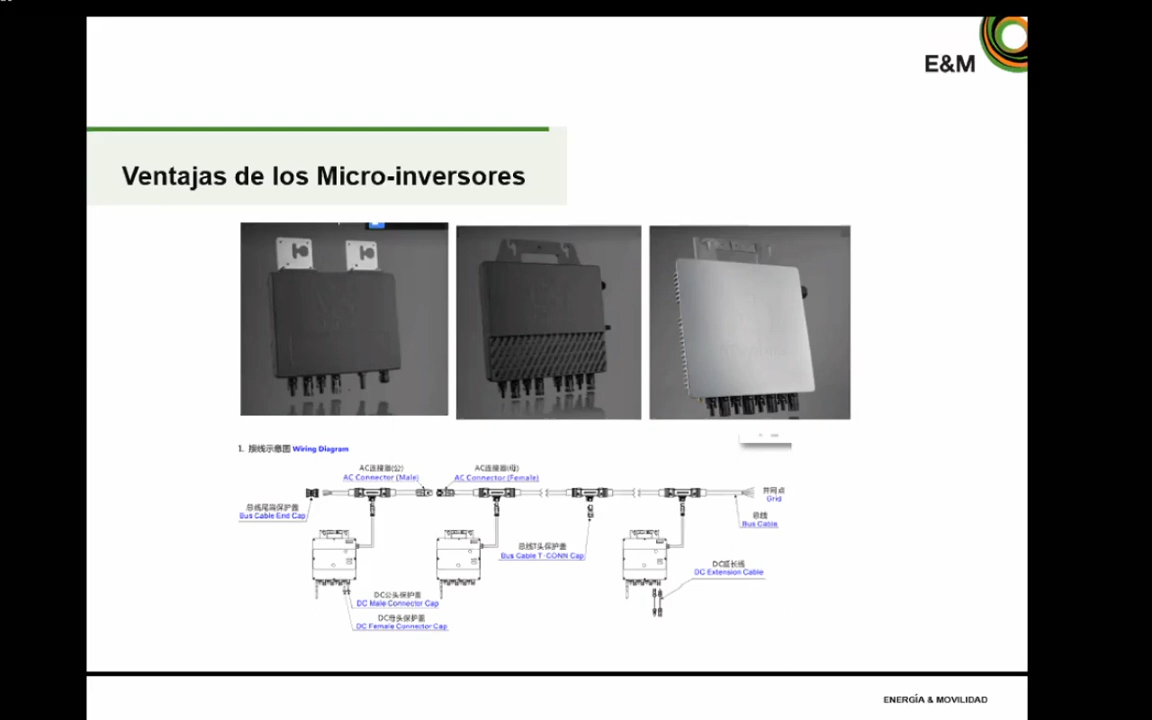 E&M
Ventajas de los Micro-inversores
1. 接线示意图 Wiring Diagram
AC连接器(公)
AC Connector (Male)
AC连接器(母)
AC Connector (Female)
总线尾端保护盖
Bus Cable End Cap
并网点
Grid
总线
Bus Cable
总线T头保护盖
Bus Cable T-CONN Cap
DC延长线
DC Extension Cable
DC公头保护盖
DC Male Connector Cap
DC母头保护盖
DC Female Connector Cap
ENERGÍA & MOVILIDAD